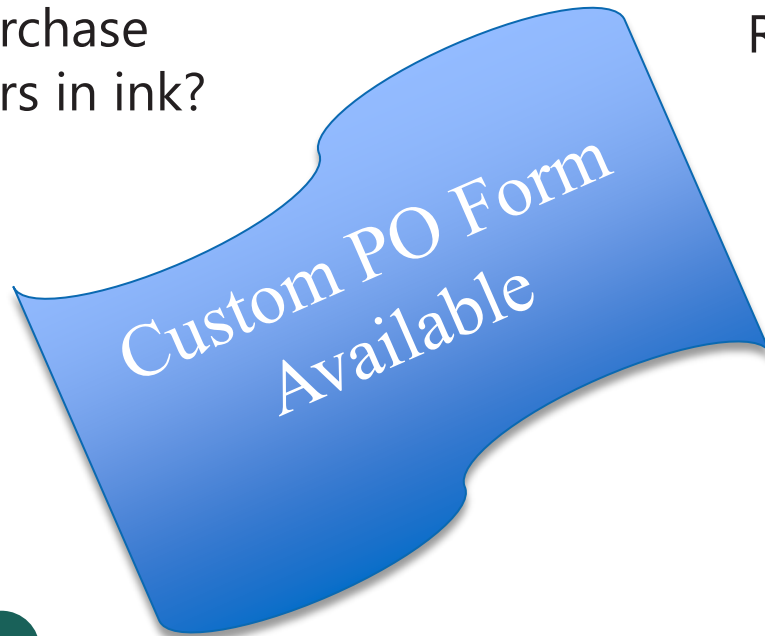 rchase
rs in ink?
R
Custom PO Form
Available